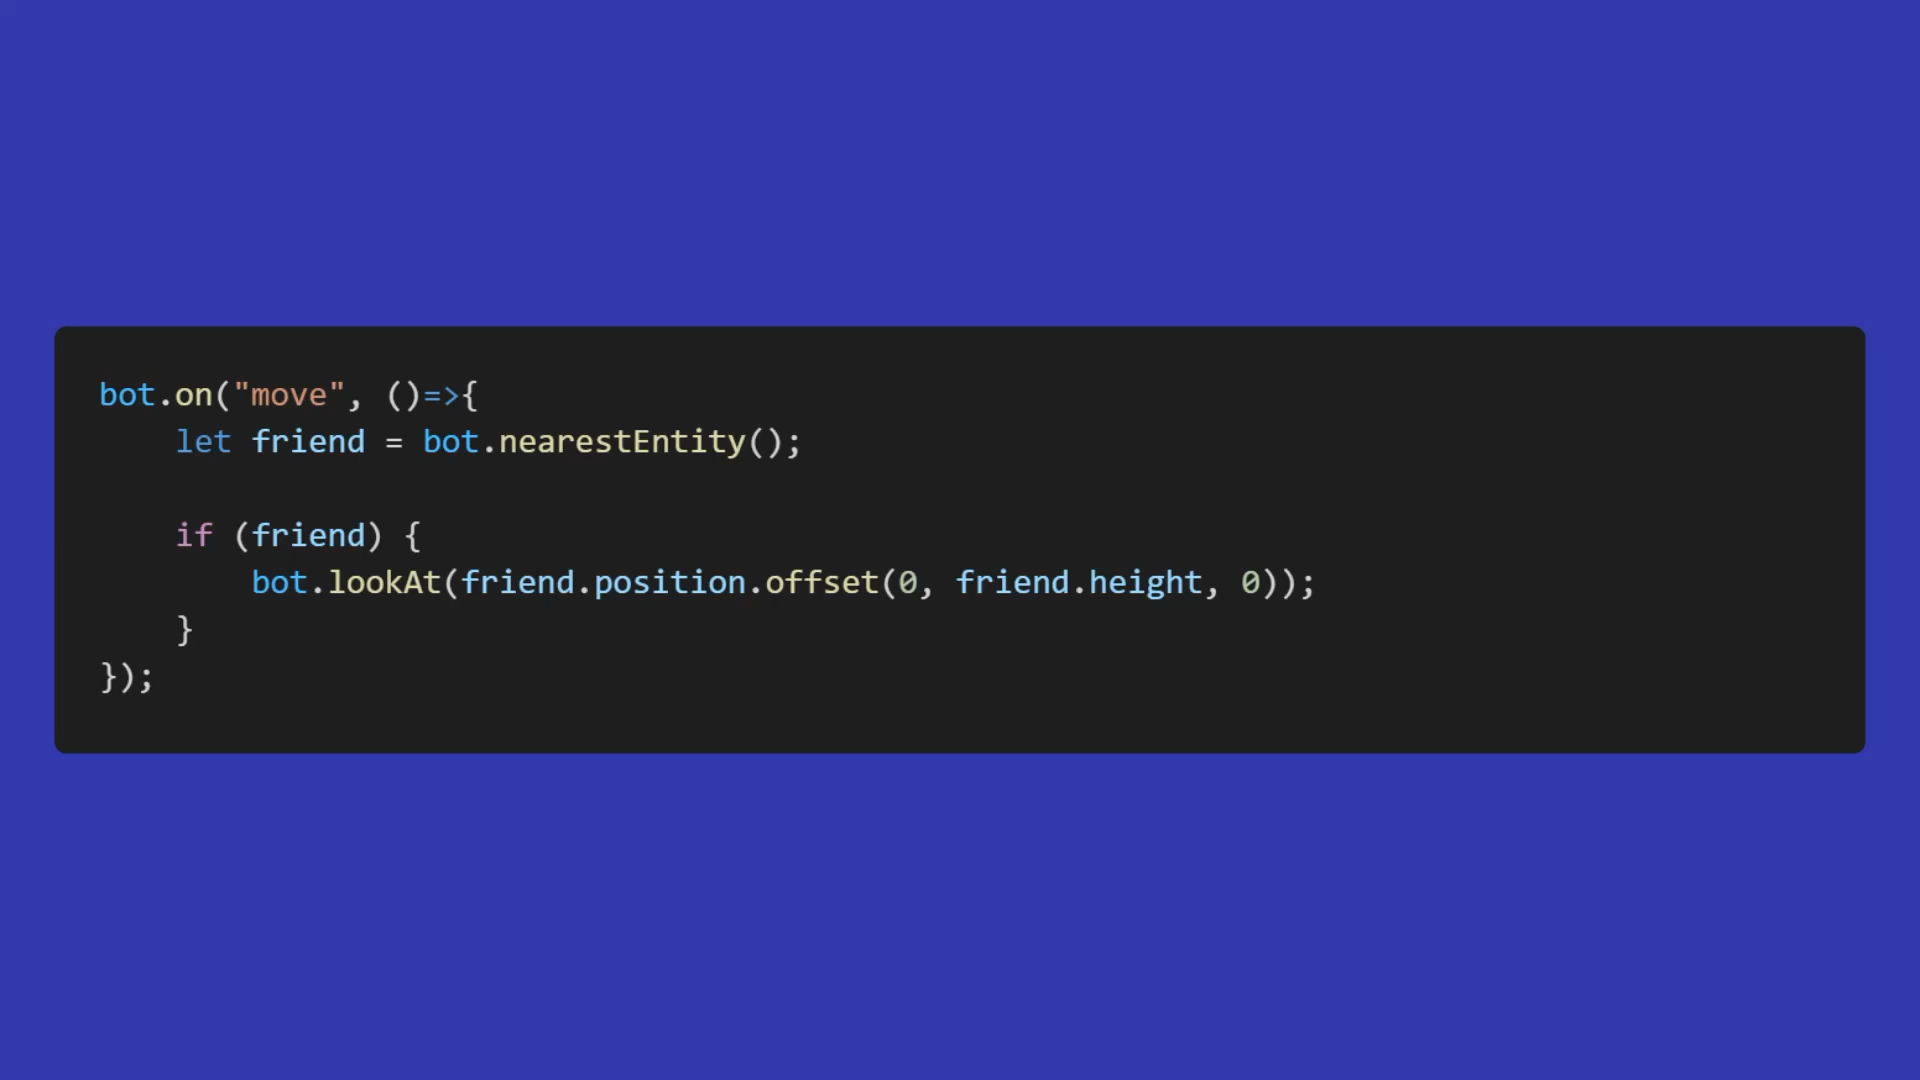 bot.on("move", ()=>{
    let friend = bot.nearestEntity();
    if (friend) {
        bot.lookAt(friend.position.offset(0, friend.height, 0));
    }
});